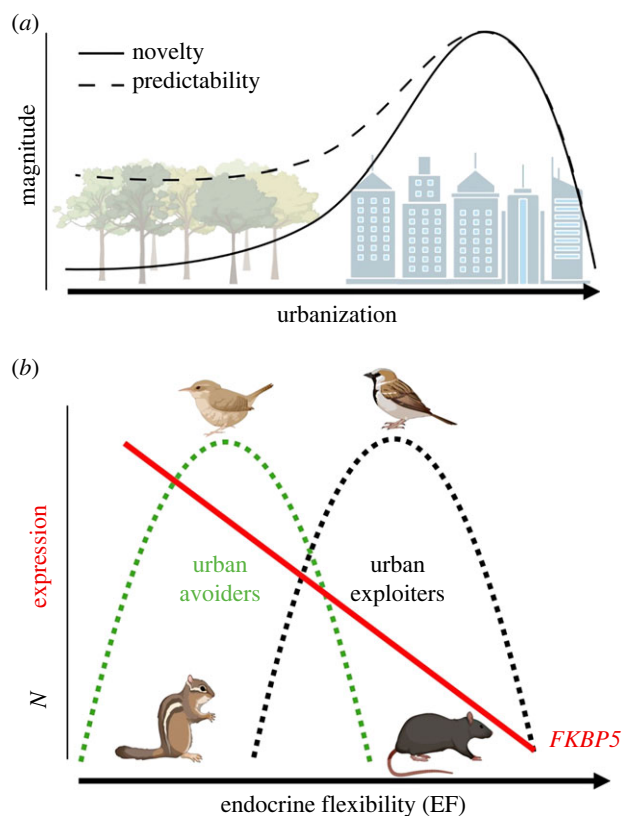 (a)
novelty
predictability
magnitude
urbanization
(b)
expression
N
urban
avoiders
urban
exploiters
FKBP5
endocrine flexibility (EF)